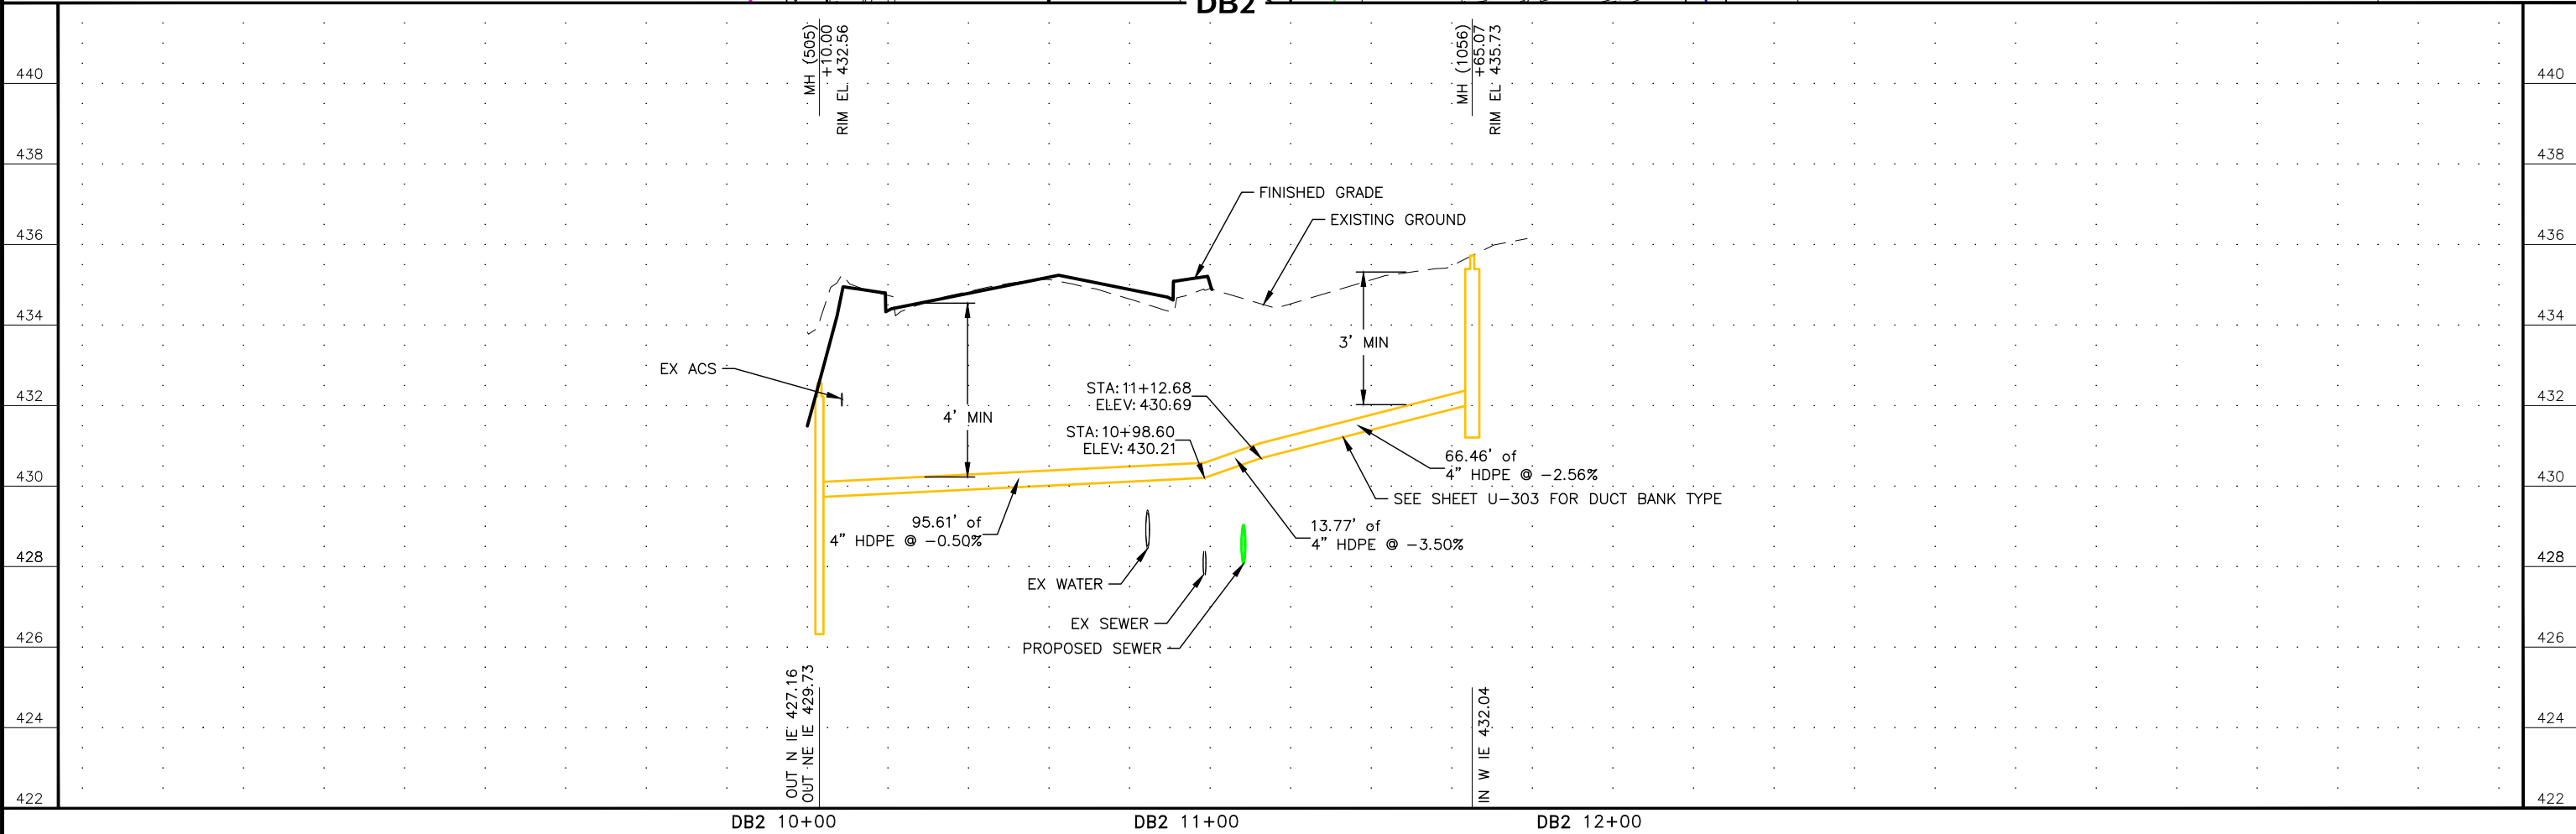 DB2
MH (505)
+10.00
RIM EL 432.56
MH (1056)
+65.07
RIM EL 435.73
440
440
438
438
FINISHED GRADE
EXISTING GROUND
436
436
434
434
3' MIN
EX ACS
STA: 11+12.68
ELEV: 430.69
432
432
4' MIN
STA: 10+98.60
ELEV: 430.21
66.46' of
4" HDPE @ -2.56%
430
430
SEE SHEET U-303 FOR DUCT BANK TYPE
95.61' of
4" HDPE @ -0.50%
13.77' of
4" HDPE @ -3.50%
428
428
EX WATER
EX SEWER
426
426
PROPOSED SEWER
OUT N IE 427.16
OUT NE IE 429.73
IN W IE 432.04
424
424
422
422
DB2 10+00
DB2 11+00
DB2 12+00